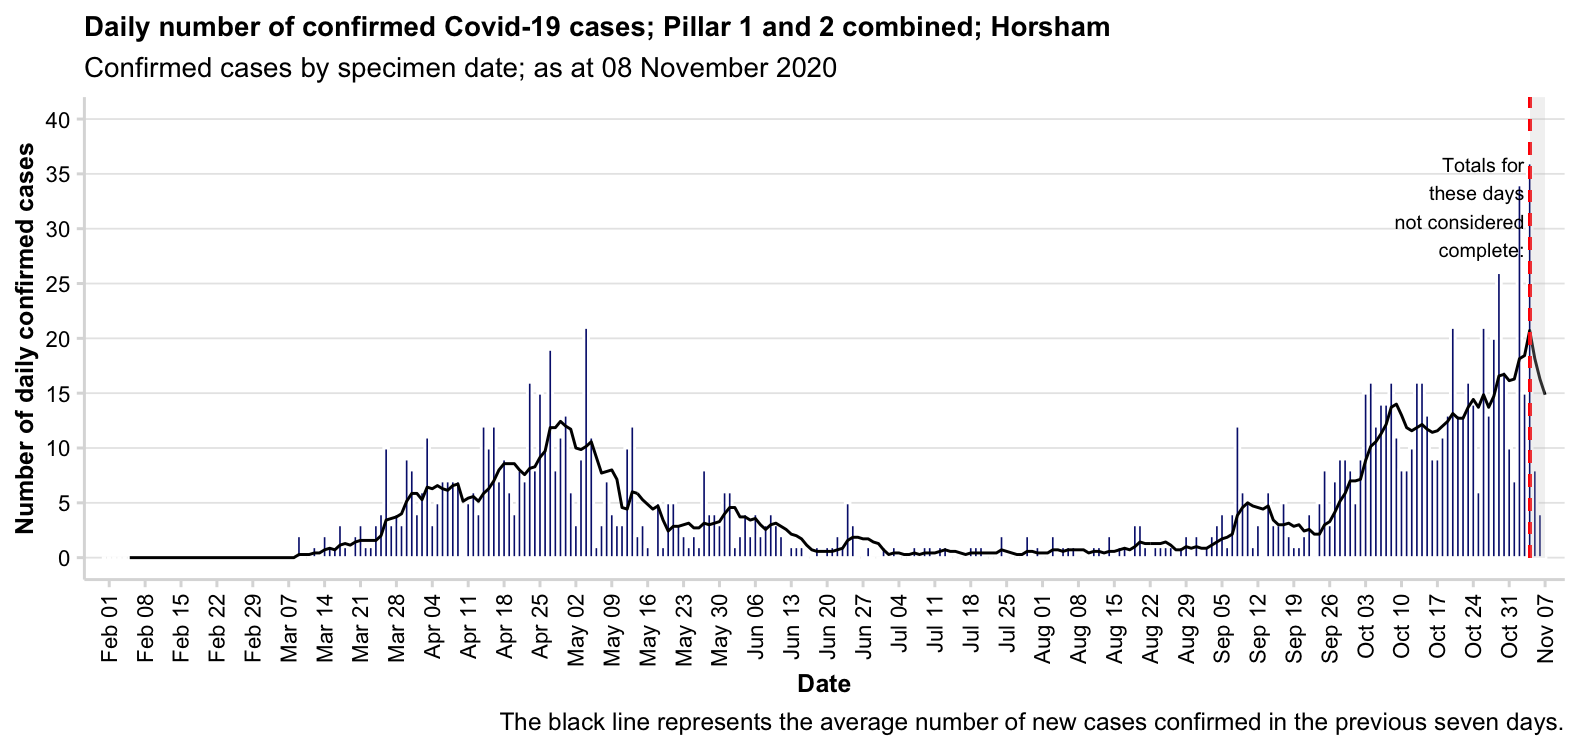 Daily number of confirmed Covid-19 cases; Pillar 1 and 2 combined; Horsham
Confirmed cases by specimen date; as at 08 November 2020
Number of daily confirmed cases
40
35
30
25
20
15
10
5
0
Totals for
these days
not considered
complete:
Feb 01
Feb 08
Feb 15
Feb 22
Feb 29
Mar 07
Mar 14
Mar 21
Mar 28
Apr 04
Apr 11
Apr 18
Apr 25
May 02
May 09
May 16
May 23
May 30
Jun 06
Jun 13
Jun 20
Jun 27
Jul 04
Jul 11
Jul 18
Jul 25
Aug 01
Aug 08
Aug 15
Aug 22
Aug 29
Sep 05
Sep 12
Sep 19
Sep 26
Oct 03
Oct 10
Oct 17
Oct 24
Oct 31
Nov 07
Date
The black line represents the average number of new cases confirmed in the previous seven days.